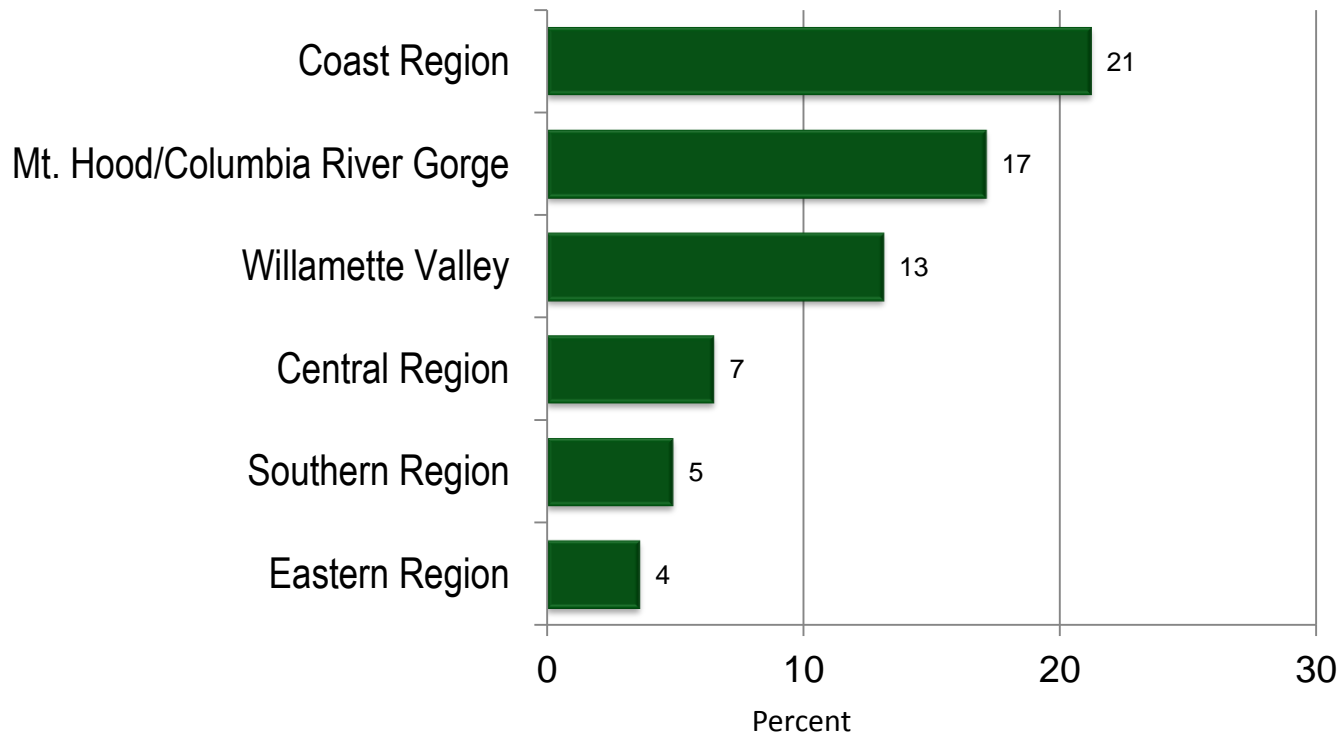 Coast Region 21
Mt. Hood/Columbia River Gorge 17
Willamette Valley 13
Central Region 7
Southern Region 5
Eastern Region 4
0 10 20 30
Percent